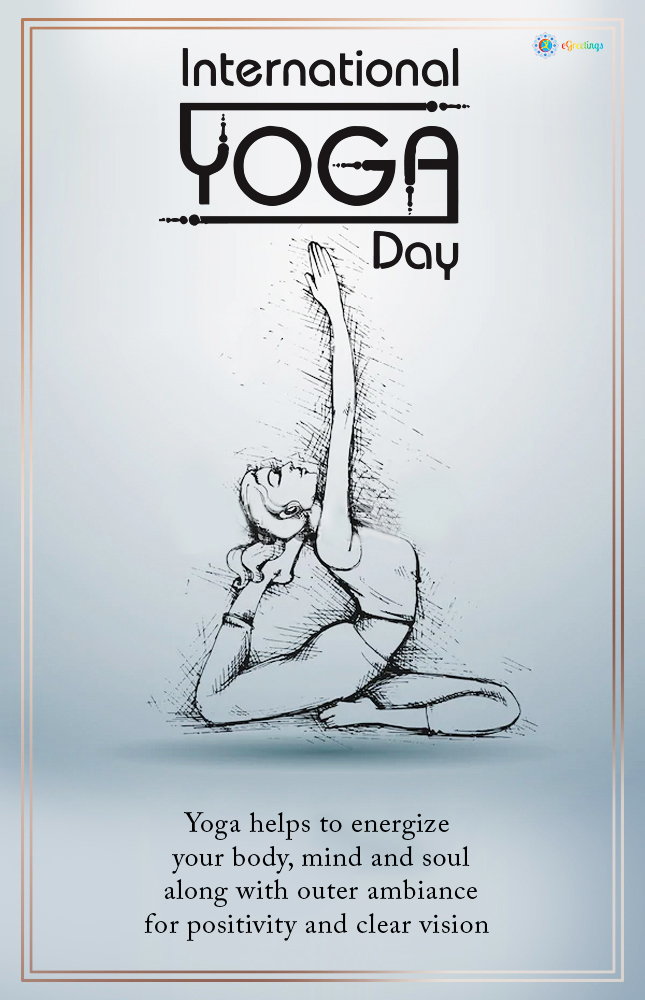 eGreetings
International
YOGA
Day
Yoga helps to energize
your body, mind and soul
along with outer ambiance
for positivity and clear vision